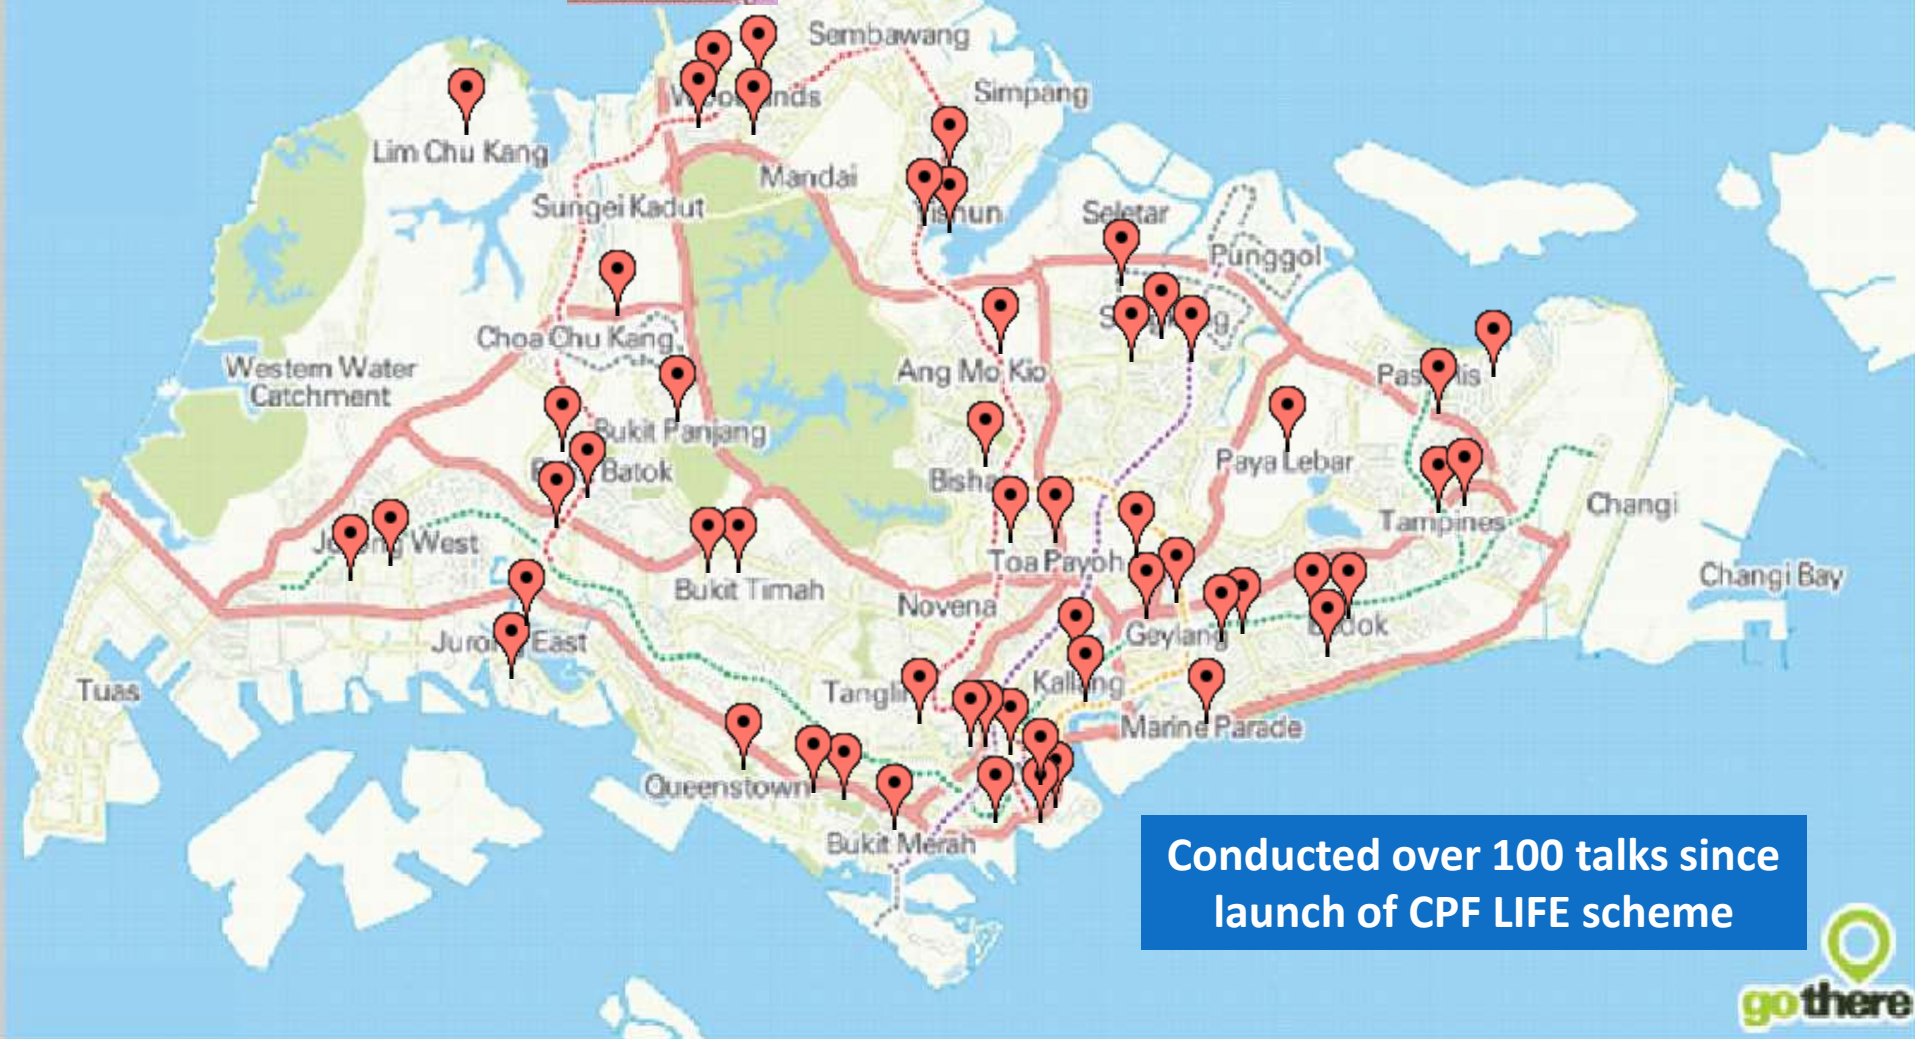 Sembawang
Simpang
Lim Chu Kang
Mandai
Sungei Kadut
Seletar
Punggol
Choa Chu Kang
Western Water
Catchment
Ang Mo Kio
Bukit Panjang
Batok
Paya Lebar
Changi
Tampines
West
Toa Payoh
Changi Bay
Bukit Timah
Novena
Geylang
East
Tuas
Kallang
Marine Parade
Queenstown
Bukit Merah
Conducted over 100 talks since
launch of CPF LIFE scheme
gothere